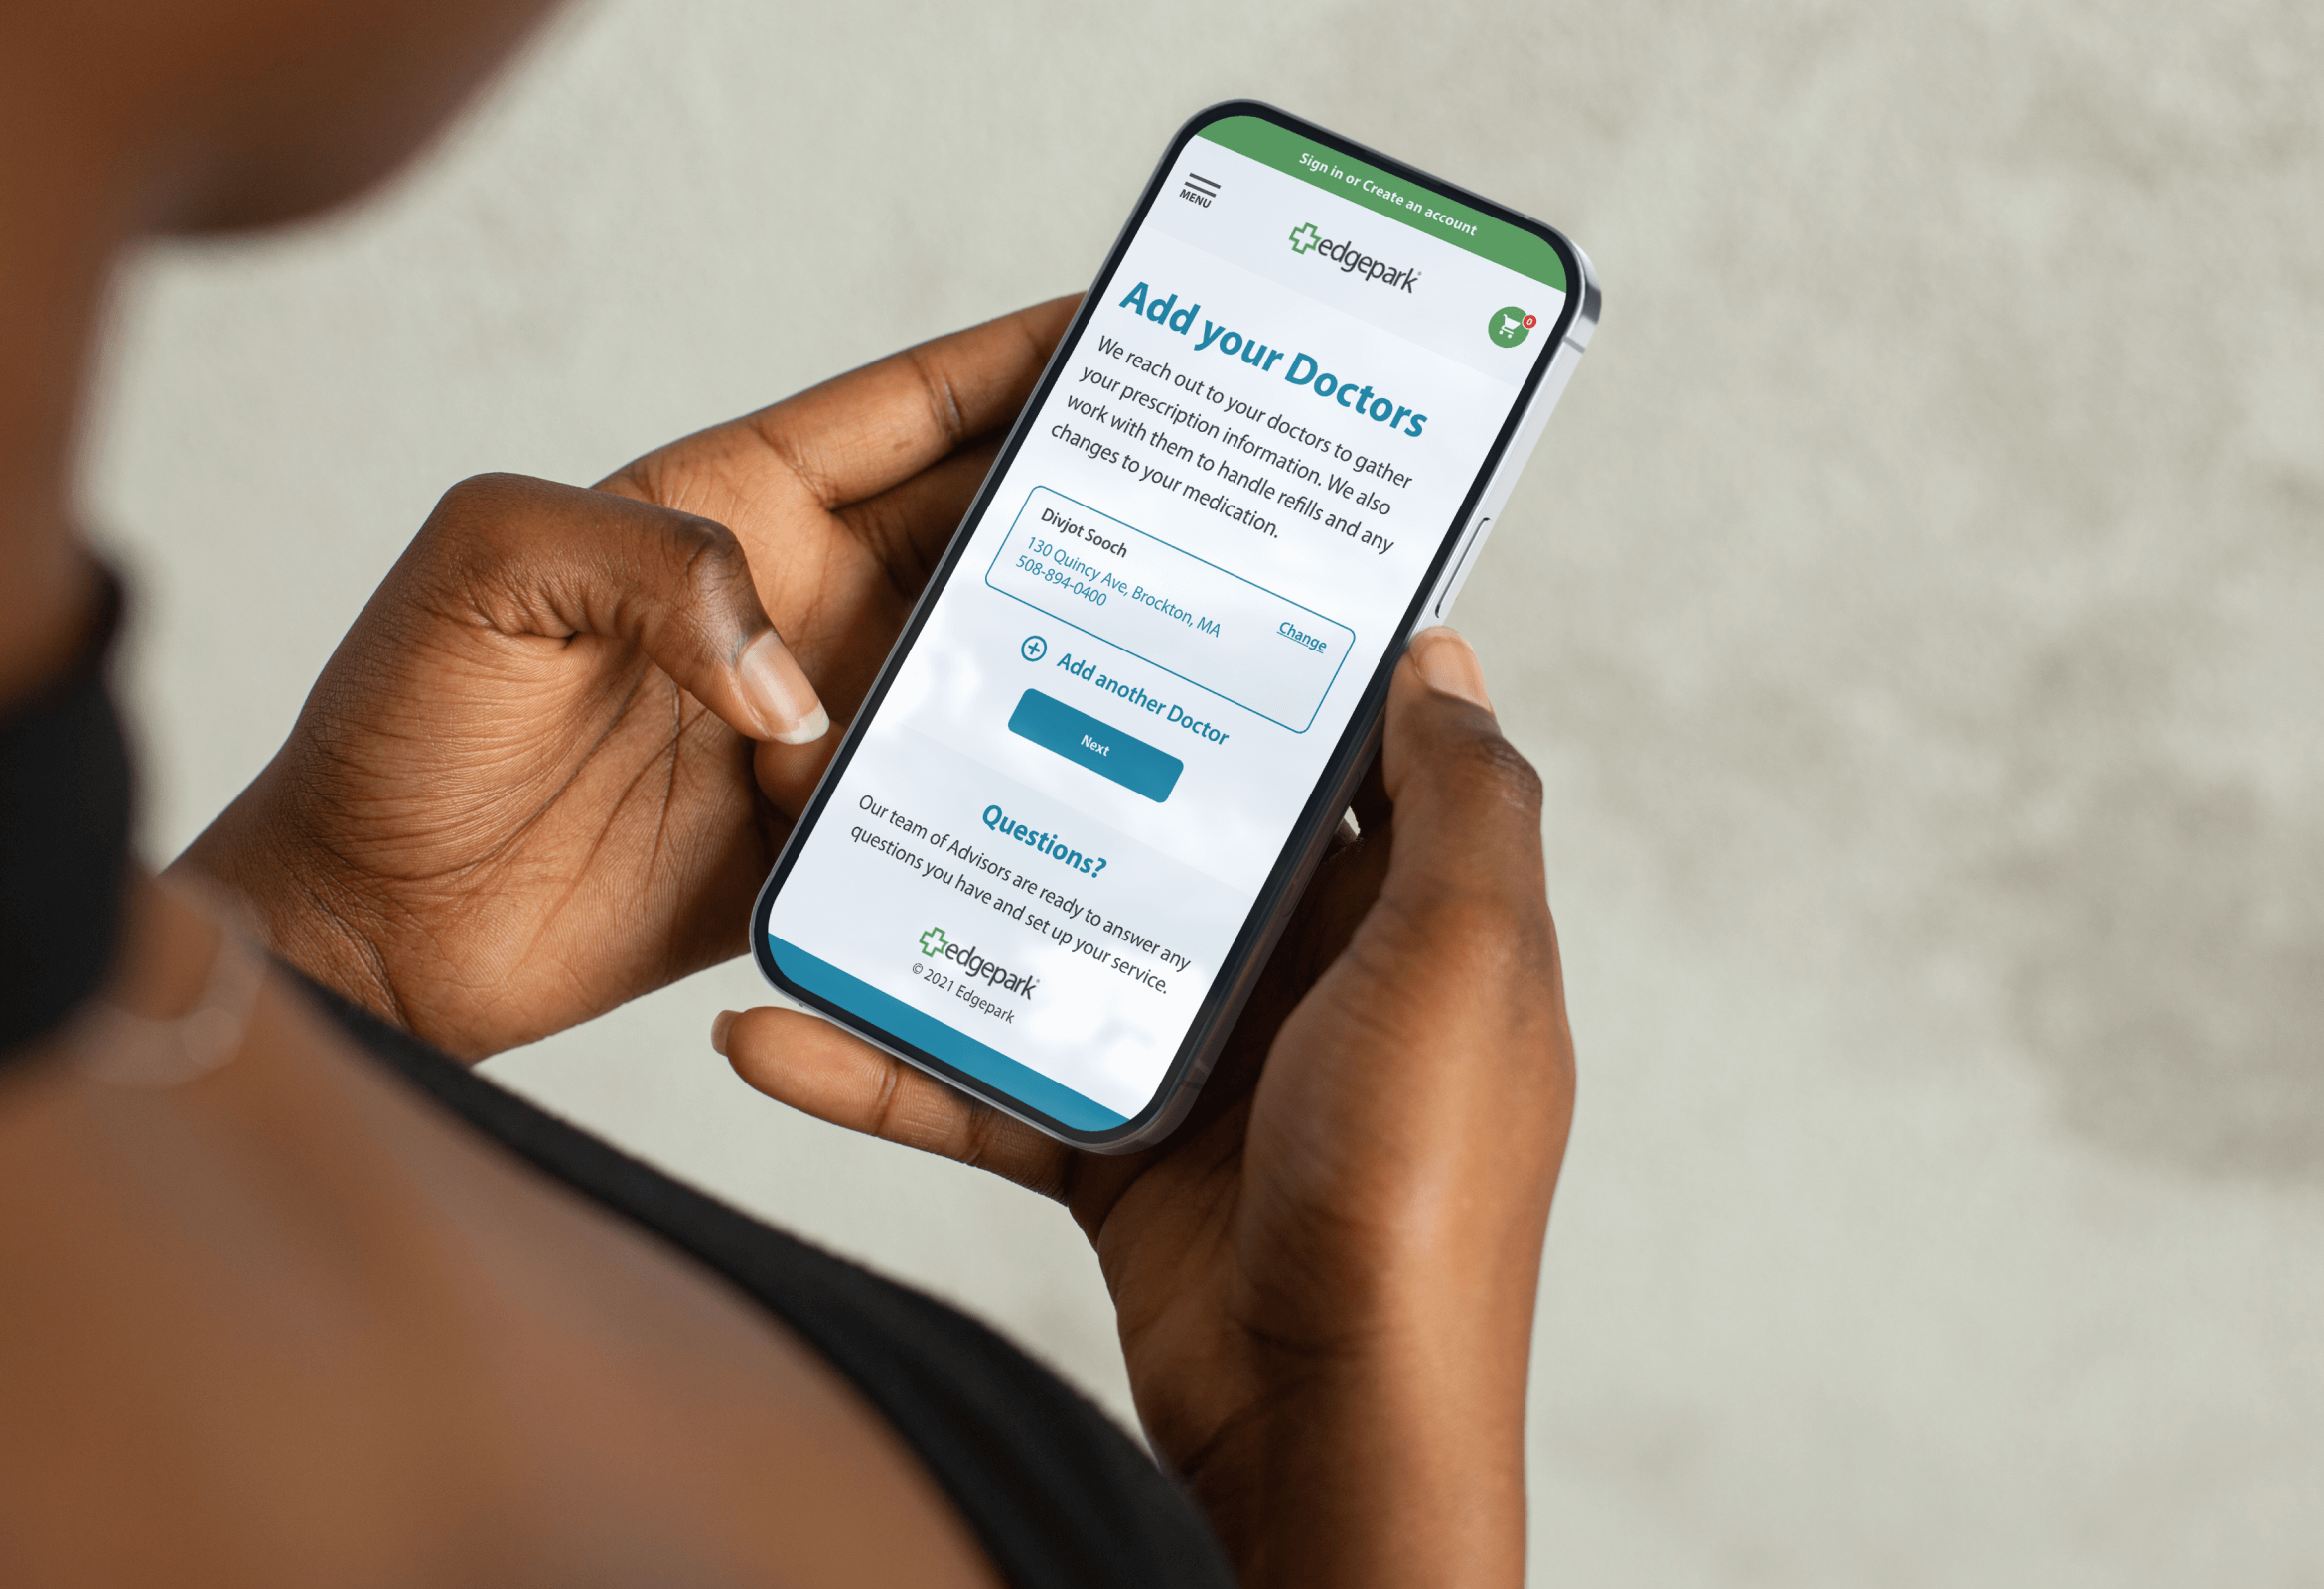 Sign in or Create an account
MENU
edgepark®
0
Add your Doctors
We reach out to your doctors to gather
your prescription information. We also
work with them to handle refills and any
changes to your medication.
Divjot Sooch
130 Quincy Ave, Brockton, MA
508-894-0400
Change
Add another Doctor
Next
Questions?
Our team of Advisors are ready to answer any
questions you have and set up your service.
edgepark®
© 2021 Edgepark